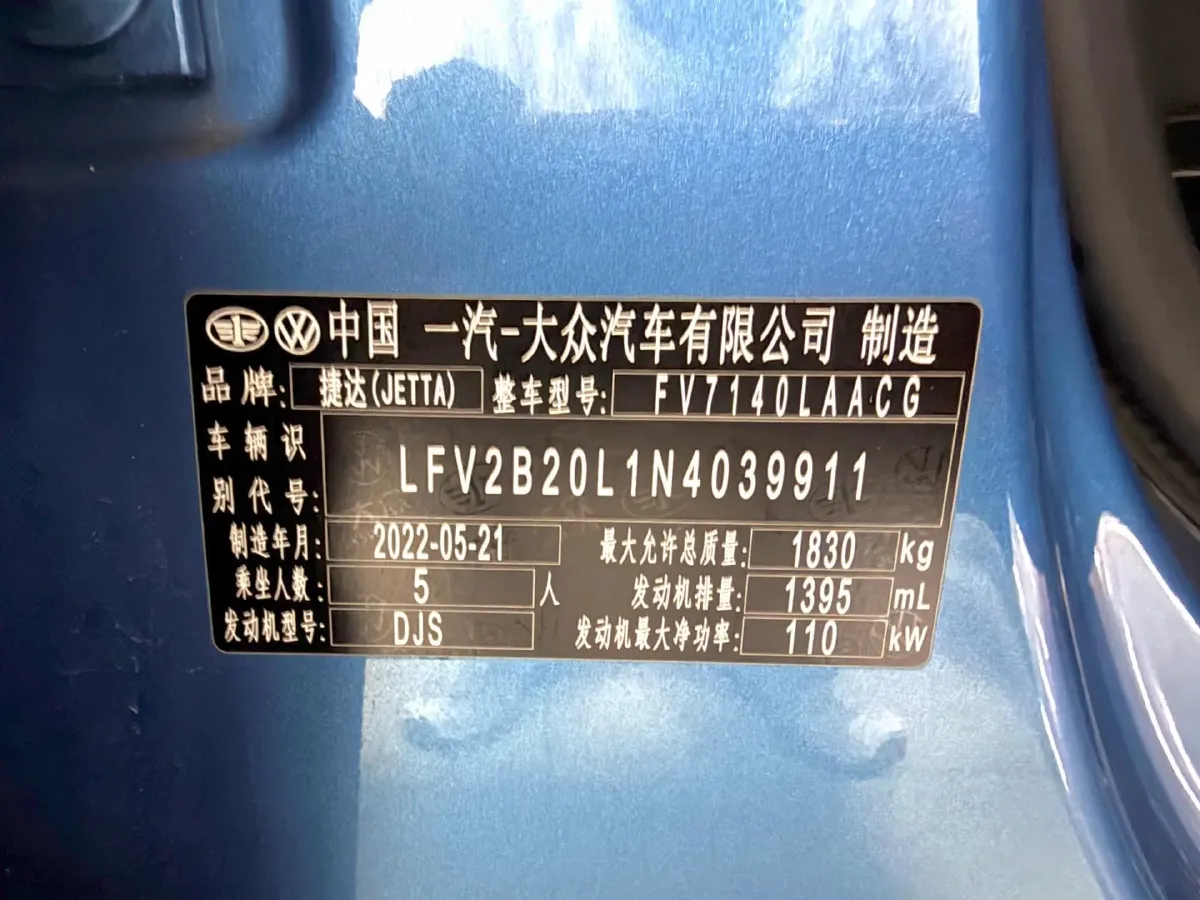 中国 一汽-大众汽车有限公司 制造
品牌: 捷达(JETTA) 整车型号: FV7140LAACG
车辆识别代号: LFV2B20L1N4039911
制造年月: 2022-05-21 最大允许总质量: 1830 kg
乘坐人数: 5 人 发动机排量: 1395 mL
发动机型号: DJS 发动机最大净功率: 110 kW